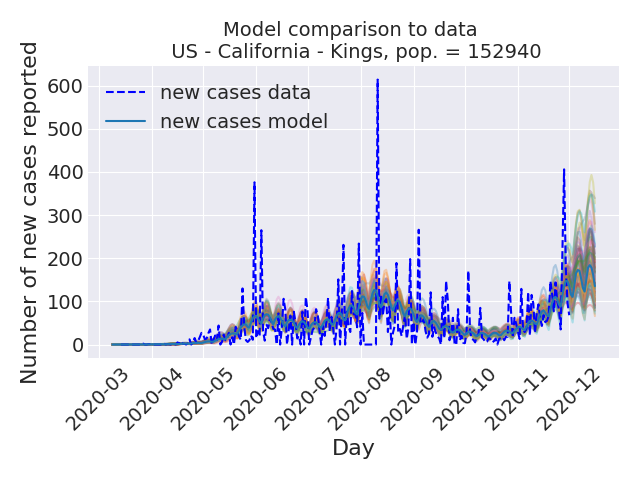 Model comparison to data
US - California - Kings, pop. = 152940
Number of new cases reported
600
500
400
300
200
100
0
new cases data
new cases model
2020-03
2020-04
2020-05
2020-06
2020-07
2020-08
2020-09
2020-10
2020-11
2020-12
Day